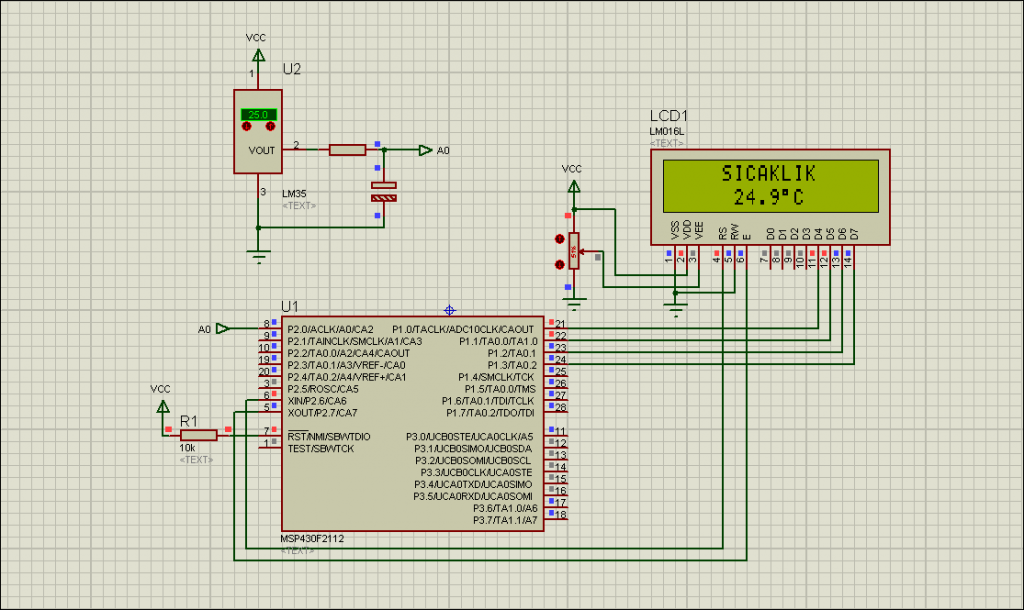 VCC
1
U2
25.0
VOUT
2
3
LM35
<TEXT>
A0
VCC
LCD1
LM016L
<TEXT>
SICAKLIK
24.9°C
VSS
VDD
VEE
RS
RW
E
D0
D1
D2
D3
D4
D5
D6
D7
1
2
3
4
5
6
7
8
9
10
11
12
13
14
U1
A0
8 P2.0/ACLK/A0/CA2 P1.0/TACLK/ADC10CLK/CAOUT 21
9 P2.1/TAINCLK/SMCLK/A1/CA3 P1.1/TA0.0/TA1.0 22
10 P2.2/TA0.0/A2/CA4/CAOUT P1.2/TA0.1 23
19 P2.3/TA0.1/A3/VREF-/CA0 P1.3/TA0.2 24
20 P2.4/TA0.2/A4/VREF+/CA1 P1.4/SMCLK/TCK 25
3 P2.5/ROSC/CA5 P1.5/TA0.0/TMS 26
6 XIN/P2.6/CA6 P1.6/TA0.1/TDI/TCLK 27
5 XOUT/P2.7/CA7 P1.7/TA0.2/TDO/TDI 28
VCC
R1
10k
<TEXT>
7 RST/NMI/SBWTDIO P3.0/UCB0STE/UCA0CLK/A5 11
1 TEST/SBWTCK P3.1/UCB0SIMO/UCB0SDA 12
P3.2/UCB0SOMI/UCB0SCL 13
P3.3/UCB0CLK/UCA0STE 14
P3.4/UCA0TXD/UCA0SIMO 15
P3.5/UCA0RXD/UCA0SOMI 16
P3.6/TA1.0/A6 17
P3.7/TA1.1/A7 18
MSP430F2112
<TEXT>